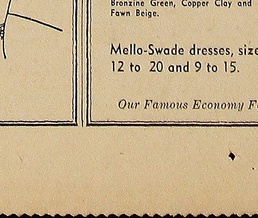 Bronzine Green, Copper Clay and
Fawn Beige.
Mello-Swade dresses, size
12 to 20 and 9 to 15.
Our Famous Economy F